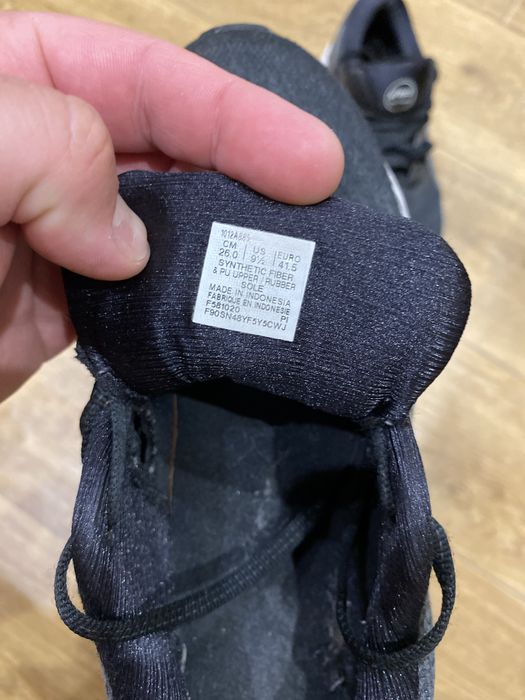 1012A885
CM US EURO
26.0 9½ 41.5
SYNTHETIC FIBER
& PU UPPER / RUBBER
SOLE
MADE IN INDONESIA
FABRIQUE EN INDONESIE
F581020 PI
F90SN48YF5Y5CWJ